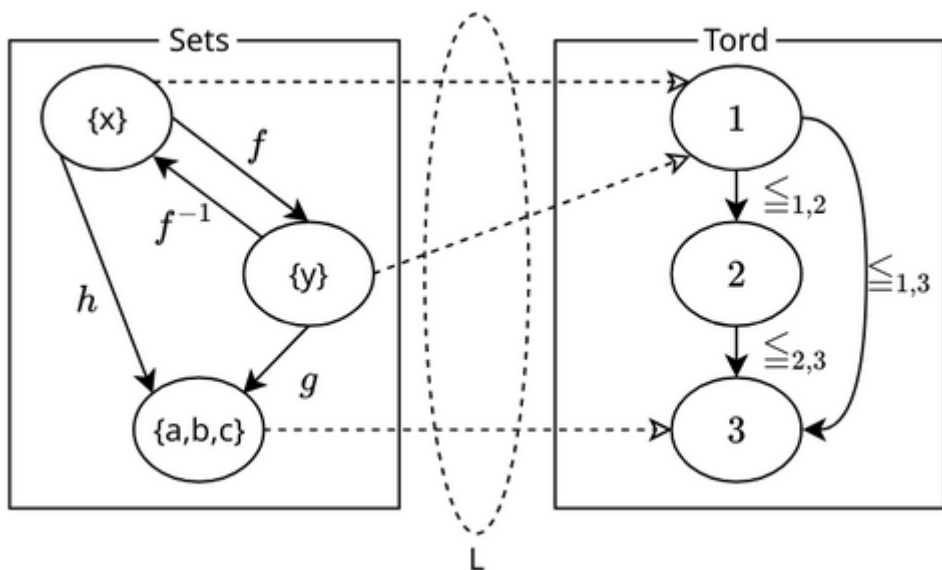 Sets
Tord
{x}
1
f
≦1,2
f⁻¹
{y}
2
≦1,3
h
≦2,3
g
{a,b,c}
3
L